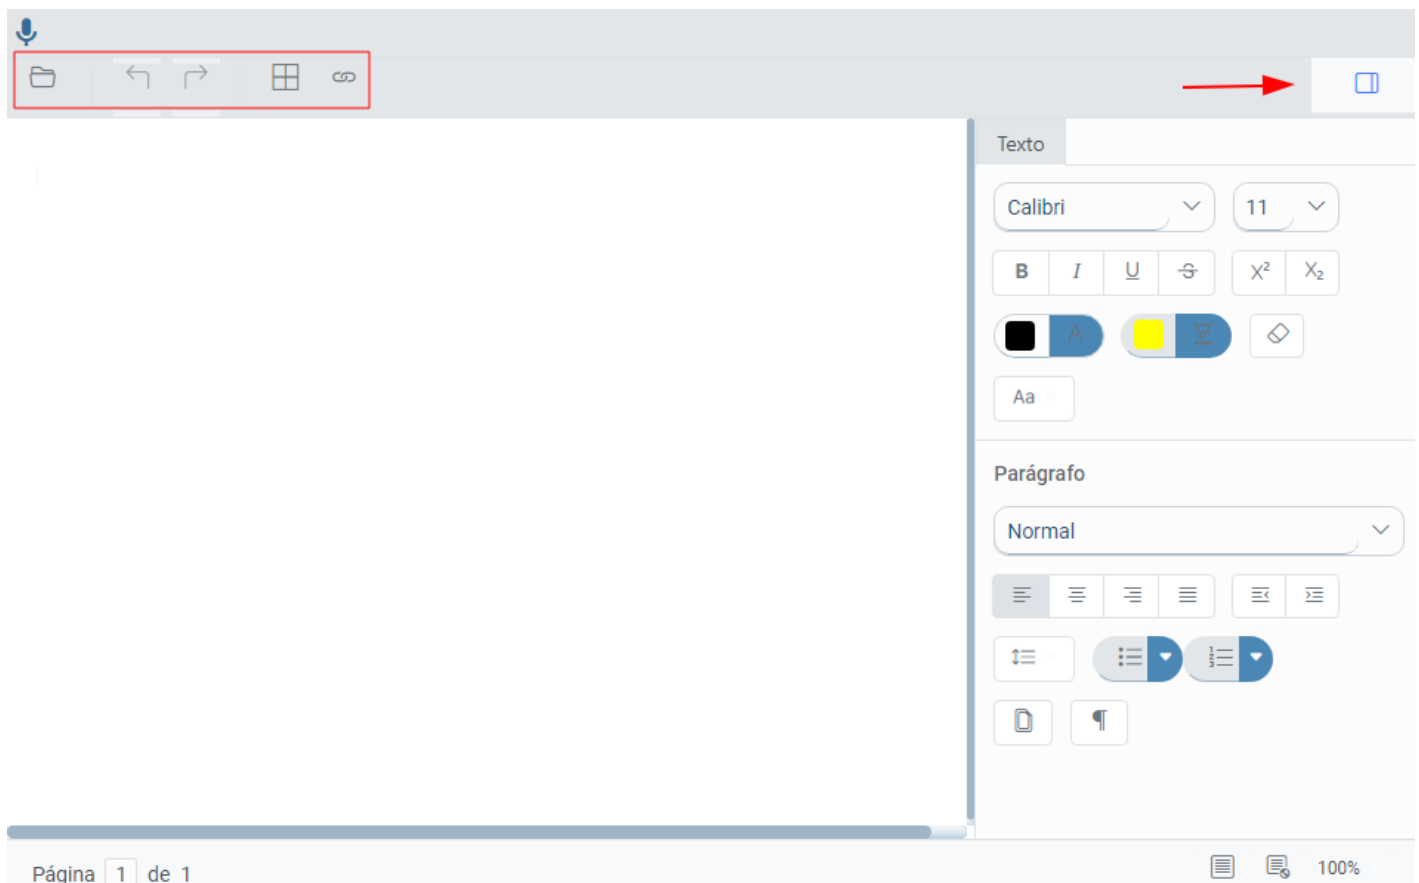 Texto
Calibri 11
B I U S X² X₂
A
Aa
Parágrafo
Normal
¶
Página 1 de 1 100%